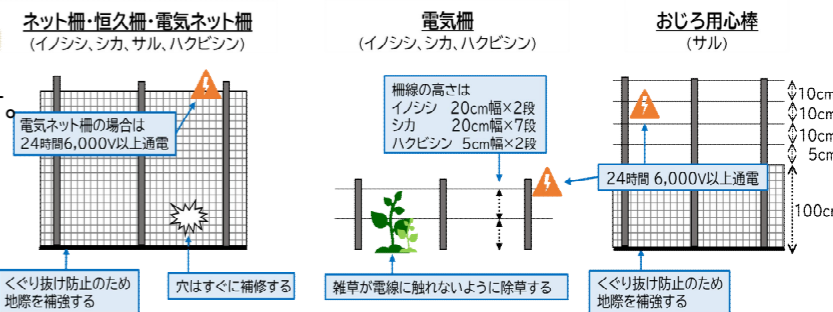 ネット柵・恒久柵・電気ネット柵
(イノシシ、シカ、サル、ハクビシン)
電気ネット柵の場合は
24時間6,000V以上通電
くぐり抜け防止のため
地際を補強する
穴はすぐに補修する
電気柵
(イノシシ、シカ、ハクビシン)
柵線の高さは
イノシシ 20cm幅×2段
シカ 20cm幅×7段
ハクビシン 5cm幅×2段
雑草が電線に触れないように除草する
24時間 6,000V以上通電
おじろ用心棒
(サル)
10cm
10cm
10cm
5cm
100cm
くぐり抜け防止のため
地際を補強する